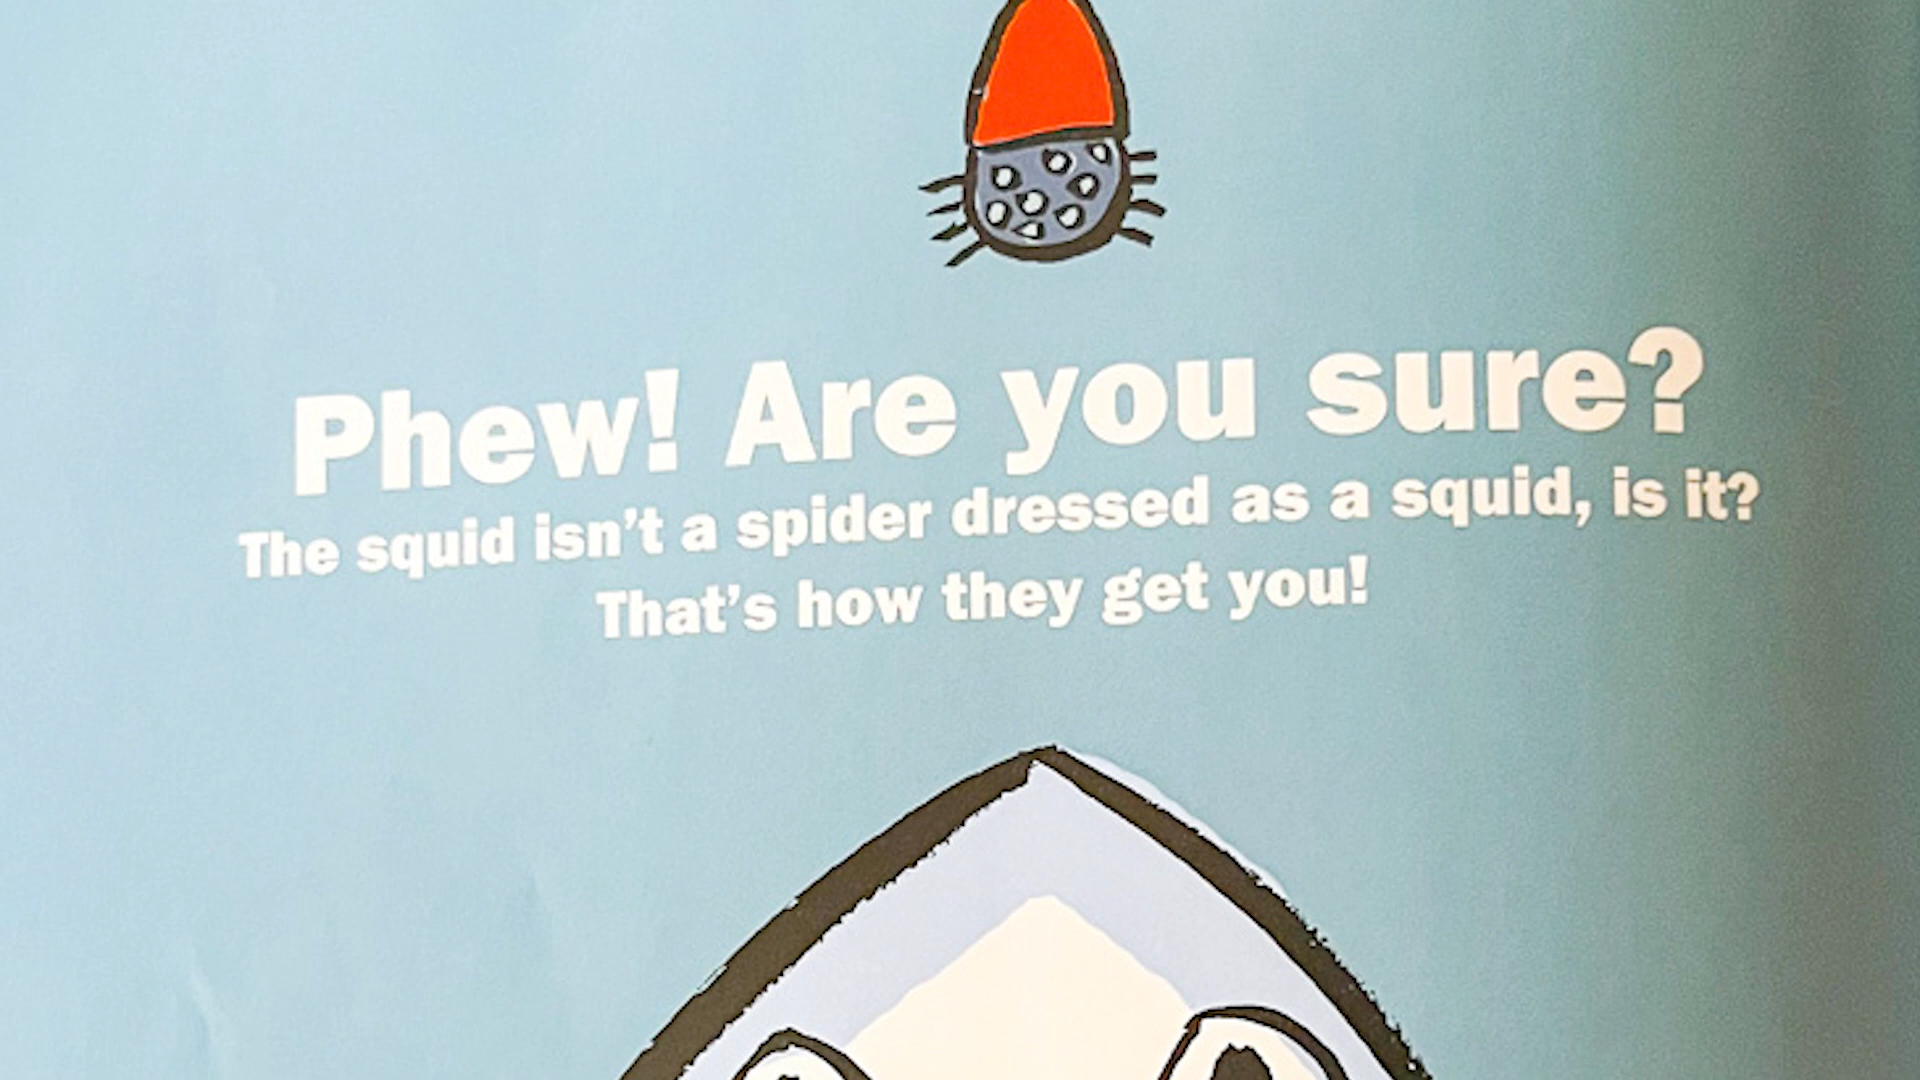 Phew! Are you sure?
The squid isn't a spider dressed as a squid, is it?
That's how they get you!